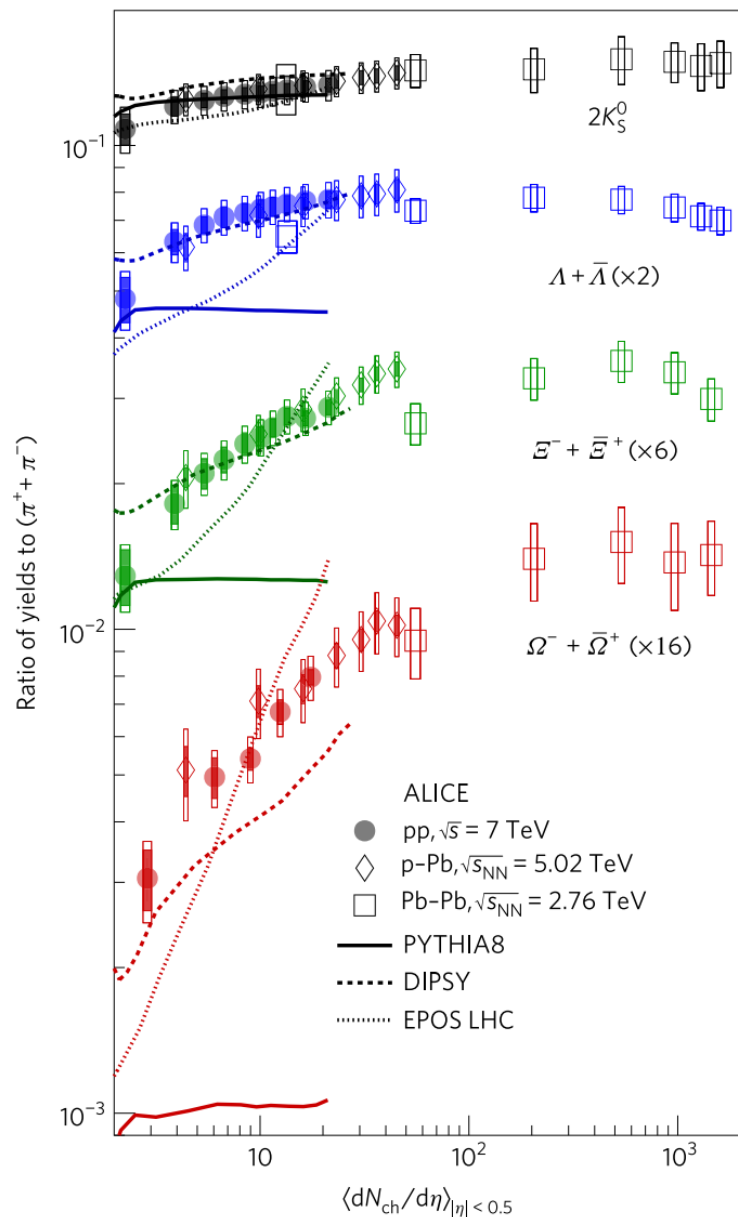 10⁻¹
2K⁰_S
Λ + Λ̅ (×2)
Ξ⁻ + Ξ̅⁺ (×6)
Ratio of yields to (π⁺ + π⁻)
10⁻²
Ω⁻ + Ω̅⁺ (×16)
ALICE
pp, √s = 7 TeV
p–Pb, √s_NN = 5.02 TeV
Pb–Pb, √s_NN = 2.76 TeV
PYTHIA8
DIPSY
EPOS LHC
10⁻³
10 10² 10³
⟨dN_ch/dη⟩_|η| < 0.5